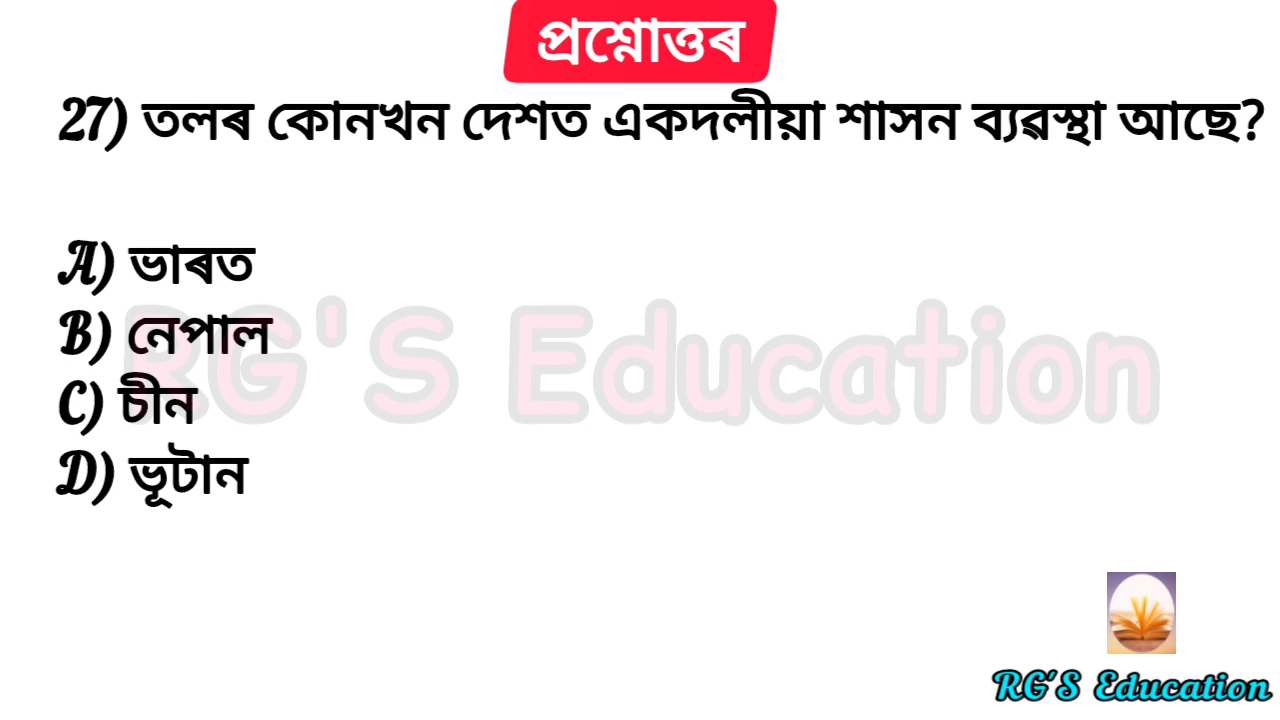 প্ৰশ্নোত্তৰ
27) তলৰ কোনখন দেশত একদলীয়া শাসন ব্যৱস্থা আছে?
A) ভাৰত
B) নেপাল
RG'S Education
C) চীন
D) ভূটান
RG'S Education